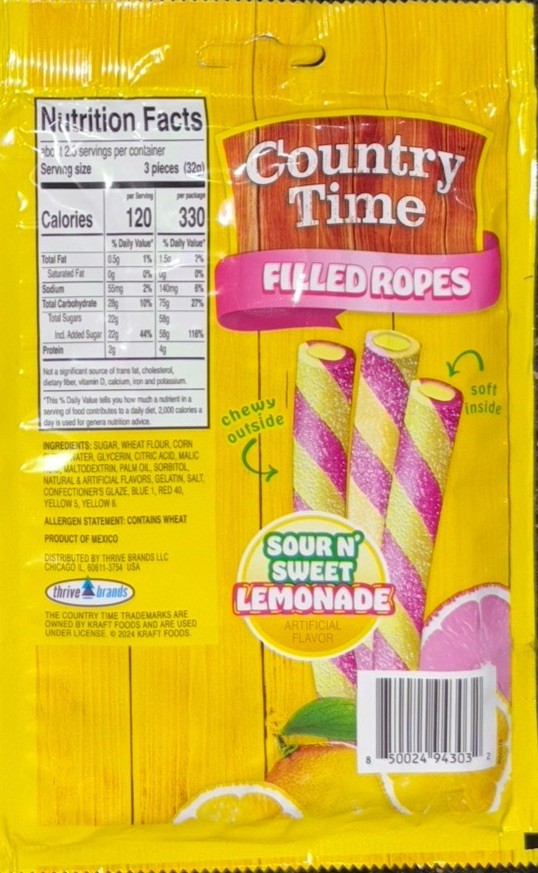 Nutrition Facts
2.5 servings per container
Serving size 3 pieces (32g)
per Serving per package
Calories 120 330
% Daily Value* % Daily Value*
Total Fat 0.5g 1% 1.5g 2%
Saturated Fat 0g 0% 0g 0%
Sodium 55mg 2% 140mg 6%
Total Carbohydrate 28g 10% 75g 27%
Total Sugars 22g 58g
Incl. Added Sugar 22g 44% 58g 116%
Protein 2g 4g
Not a significant source of trans fat, cholesterol,
dietary fiber, vitamin D, calcium, iron and potassium.
*This % Daily Value tells you how much a nutrient in a
serving of food contributes to a daily diet, 2,000 calories a
day is used for genera nutrition advice.
INGREDIENTS: SUGAR, WHEAT FLOUR, CORN
WATER, GLYCERIN, CITRIC ACID, MALIC
MALTODEXTRIN, PALM OIL, SORBITOL,
NATURAL & ARTIFICIAL FLAVORS, GELATIN, SALT,
CONFECTIONER'S GLAZE, BLUE 1, RED 40,
YELLOW 5, YELLOW 6.
ALLERGEN STATEMENT: CONTAINS WHEAT
PRODUCT OF MEXICO
DISTRIBUTED BY THRIVE BRANDS LLC
CHICAGO IL, 60611-3754 USA
thrive brands
THE COUNTRY TIME TRADEMARKS ARE
OWNED BY KRAFT FOODS AND ARE USED
UNDER LICENSE. © 2024 KRAFT FOODS.
Country
Time
FILLED ROPES
chewy
outside
soft
inside
SOUR N'
SWEET
LEMONADE
ARTIFICIAL
FLAVOR
8 50024 94303 2